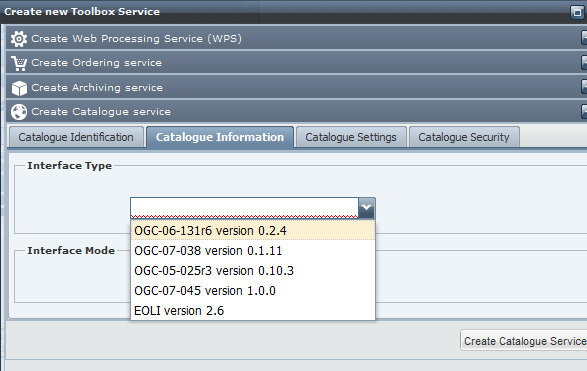 Create new Toolbox Service
Create Web Processing Service (WPS)
Create Ordering service
Create Archiving service
Create Catalogue service
Catalogue Identification Catalogue Information Catalogue Settings Catalogue Security
Interface Type
OGC-06-131r6 version 0.2.4
OGC-07-038 version 0.1.11
Interface Mode
OGC-05-025r3 version 0.10.3
OGC-07-045 version 1.0.0
EOLI version 2.6
Create Catalogue Service